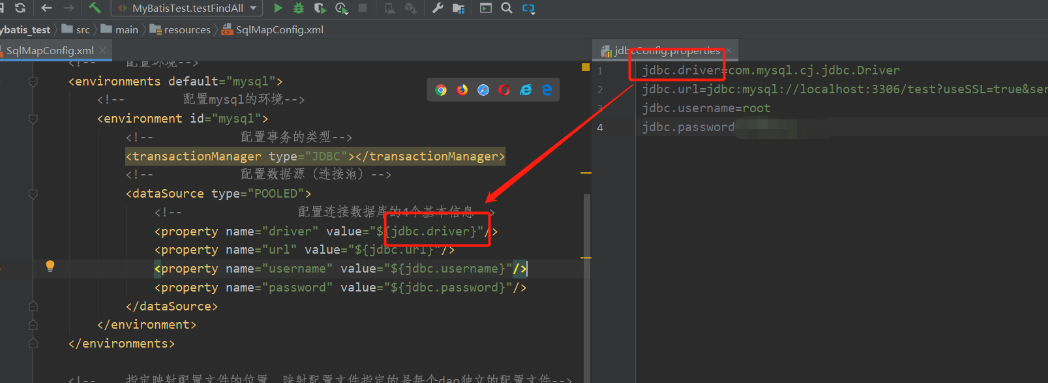 MyBatisTest.testFindAll
ybatis_test src main resources SqlMapConfig.xml
SqlMapConfig.xml
jdbcConfig.properties
<!-- 配置环境-->
<environments default="mysql">
<!-- 配置mysql的环境-->
<environment id="mysql">
<!-- 配置事务的类型-->
<transactionManager type="JDBC"></transactionManager>
<!-- 配置数据源（连接池）-->
<dataSource type="POOLED">
<!-- 配置连接数据库的4个基本信息
<property name="driver" value="${jdbc.driver}"/>
<property name="url" value="${jdbc.url}"/>
<property name="username" value="${jdbc.username}"/>
<property name="password" value="${jdbc.password}"/>
</dataSource>
</environment>
</environments>
<!-- 指定映射配置文件的位置，映射配置文件指定的是每个dao独立的配置文件-->
1 jdbc.driver=com.mysql.cj.jdbc.Driver
2 jdbc.url=jdbc:mysql://localhost:3306/test?useSSL=true&ser
3 jdbc.username=root
4 jdbc.password